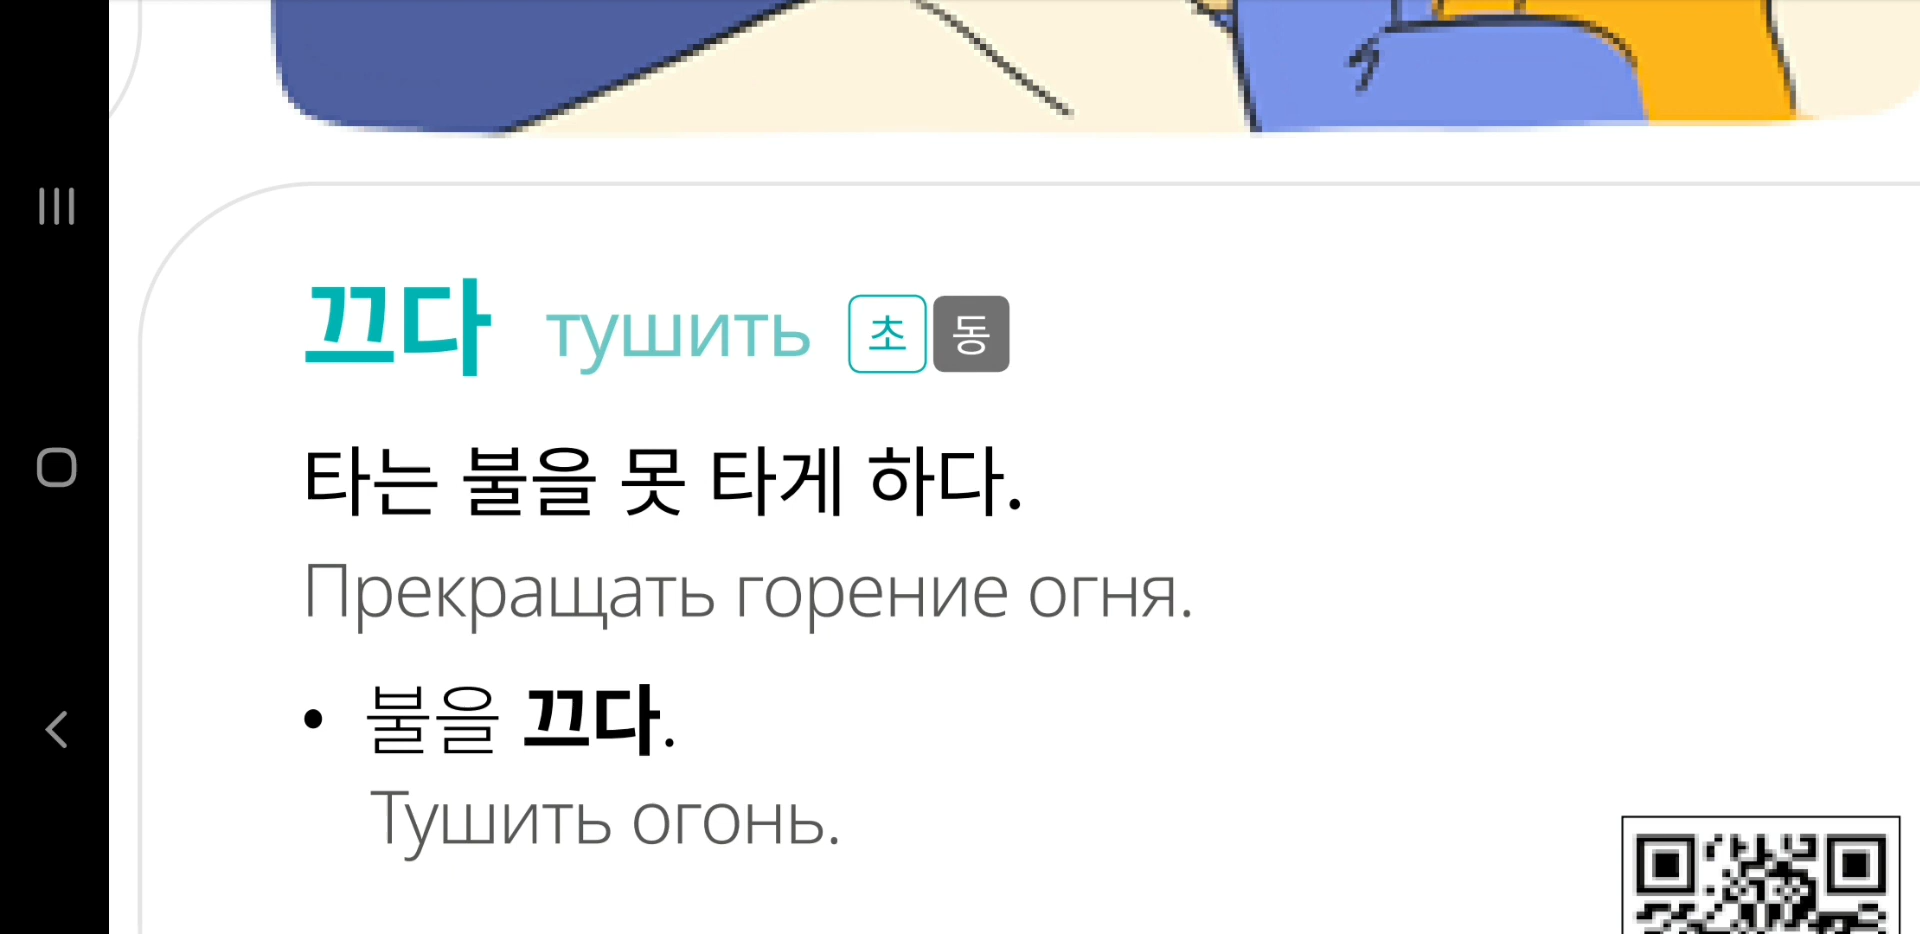 끄다 тушить 초 동
타는 불을 못 타게 하다.
Прекращать горение огня.
• 불을 끄다.
Тушить огонь.